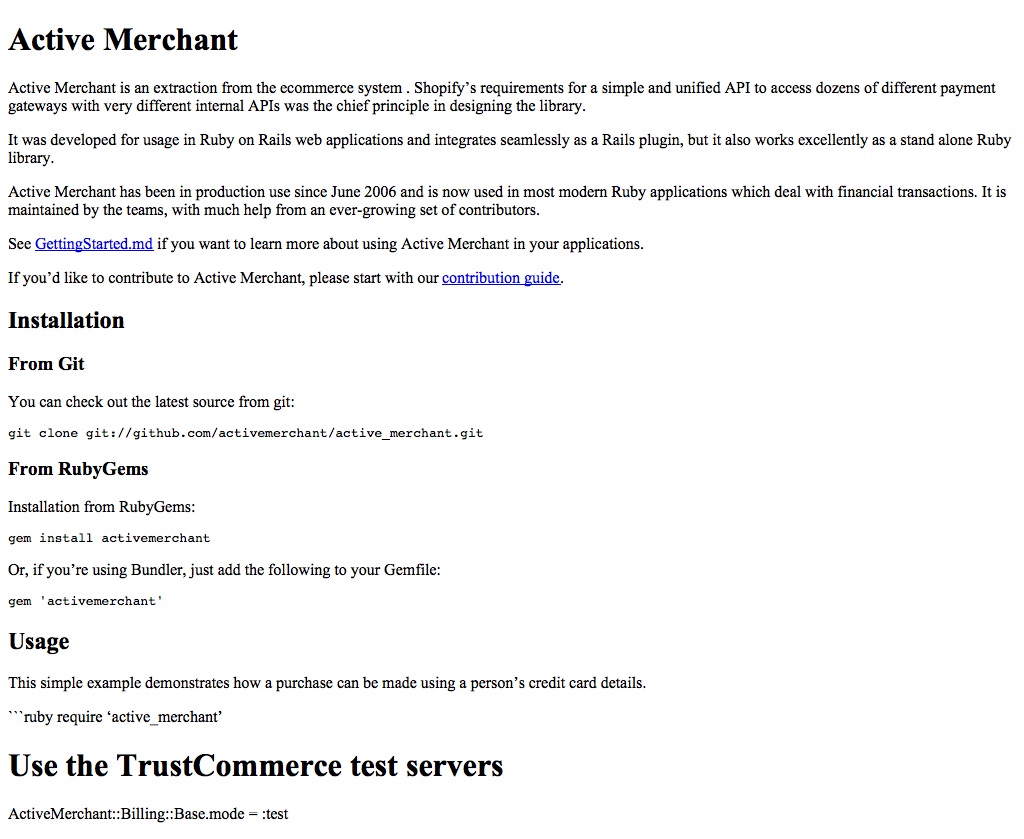 Active Merchant
Active Merchant is an extraction from the ecommerce system . Shopify’s requirements for a simple and unified API to access dozens of different payment
gateways with very different internal APIs was the chief principle in designing the library.
It was developed for usage in Ruby on Rails web applications and integrates seamlessly as a Rails plugin, but it also works excellently as a stand alone Ruby
library.
Active Merchant has been in production use since June 2006 and is now used in most modern Ruby applications which deal with financial transactions. It is
maintained by the teams, with much help from an ever-growing set of contributors.
See GettingStarted.md if you want to learn more about using Active Merchant in your applications.
If you’d like to contribute to Active Merchant, please start with our contribution guide.
Installation
From Git
You can check out the latest source from git:
git clone git://github.com/activemerchant/active_merchant.git
From RubyGems
Installation from RubyGems:
gem install activemerchant
Or, if you’re using Bundler, just add the following to your Gemfile:
gem 'activemerchant'
Usage
This simple example demonstrates how a purchase can be made using a person’s credit card details.
```ruby require ‘active_merchant’
Use the TrustCommerce test servers
ActiveMerchant::Billing::Base.mode = :test